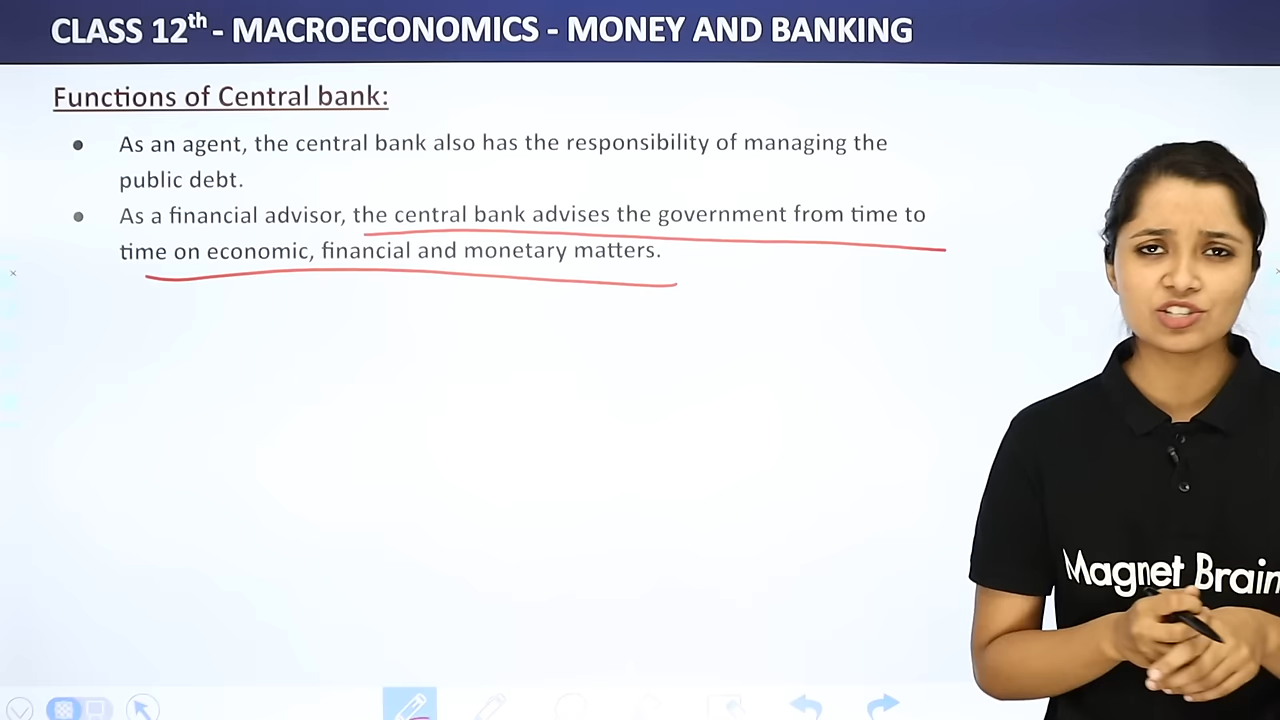 CLASS 12th - MACROECONOMICS - MONEY AND BANKING
Functions of Central bank:
● As an agent, the central bank also has the responsibility of managing the
public debt.
● As a financial advisor, the central bank advises the government from time to
time on economic, financial and monetary matters.
Magnet Brain